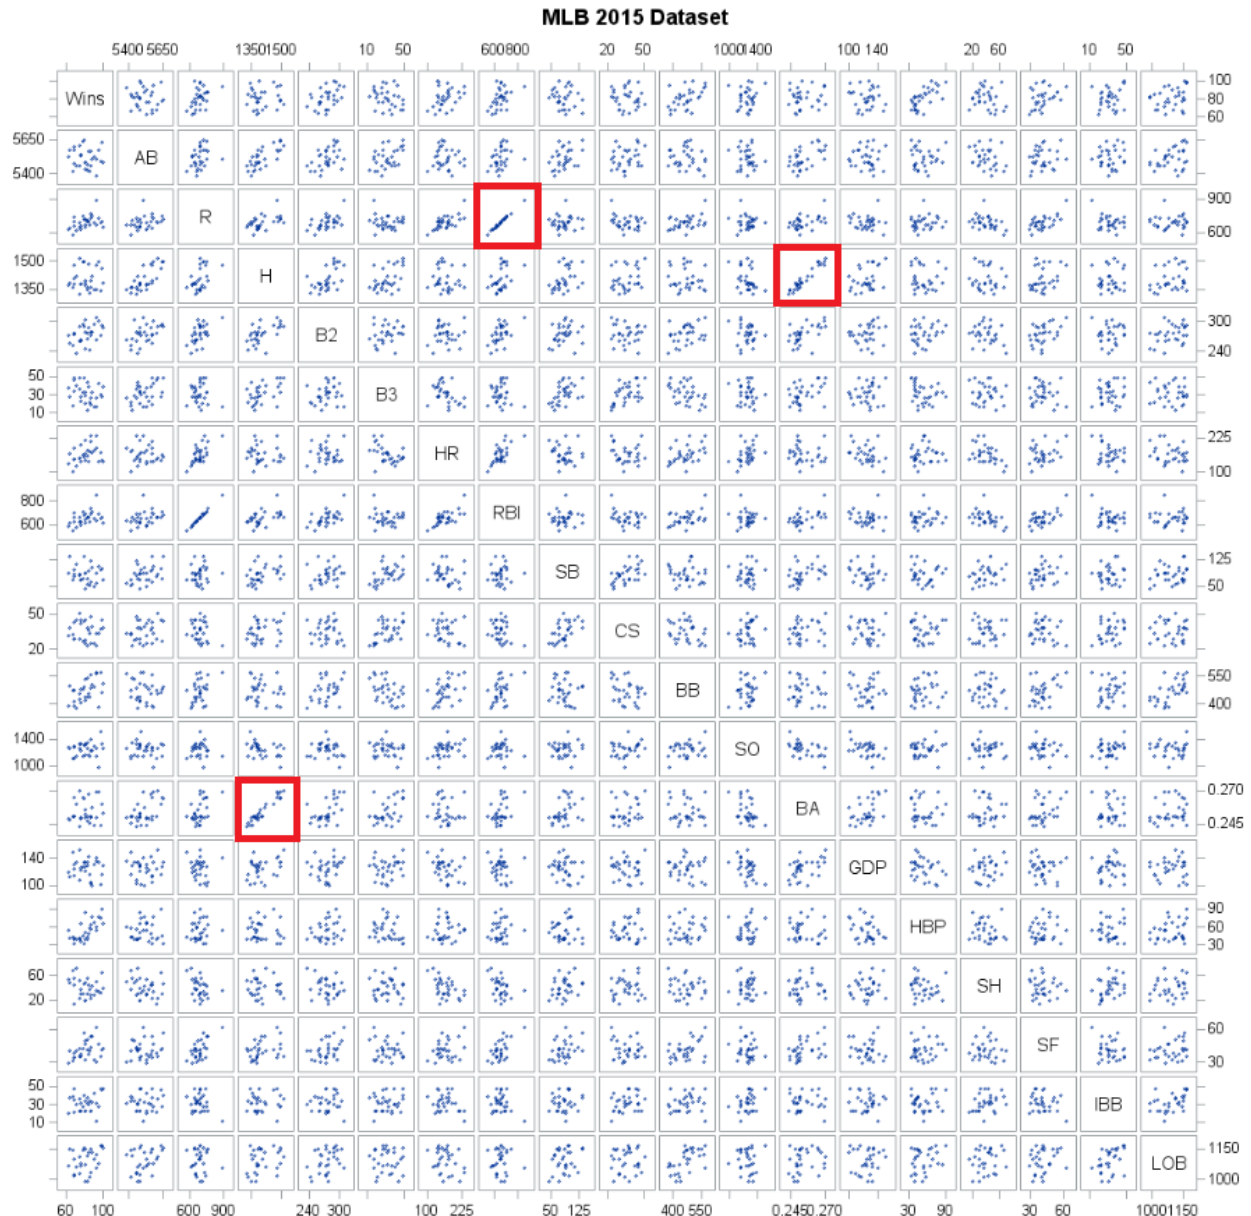 MLB 2015 Dataset
5400 5650 1350 1500 10 50 600 800 20 50 1000 1400 100 140 20 60 10 50
Wins 100 80 60
5650 5400 AB
R 900 600
1500 1350 H
B2 300 240
50 30 10 B3
HR 225 100
800 600 RBI
SB 125 50
50 20 CS
BB 550 400
1400 1000 SO
BA 0.270 0.245
140 100 GDP
HBP 90 60 30
60 20 SH
SF 60 30
50 30 10 IBB
LOB 1150 1000
60 100 600 900 240 300 100 225 50 125 400 550 0.245 0.270 30 90 30 60 1000 1150